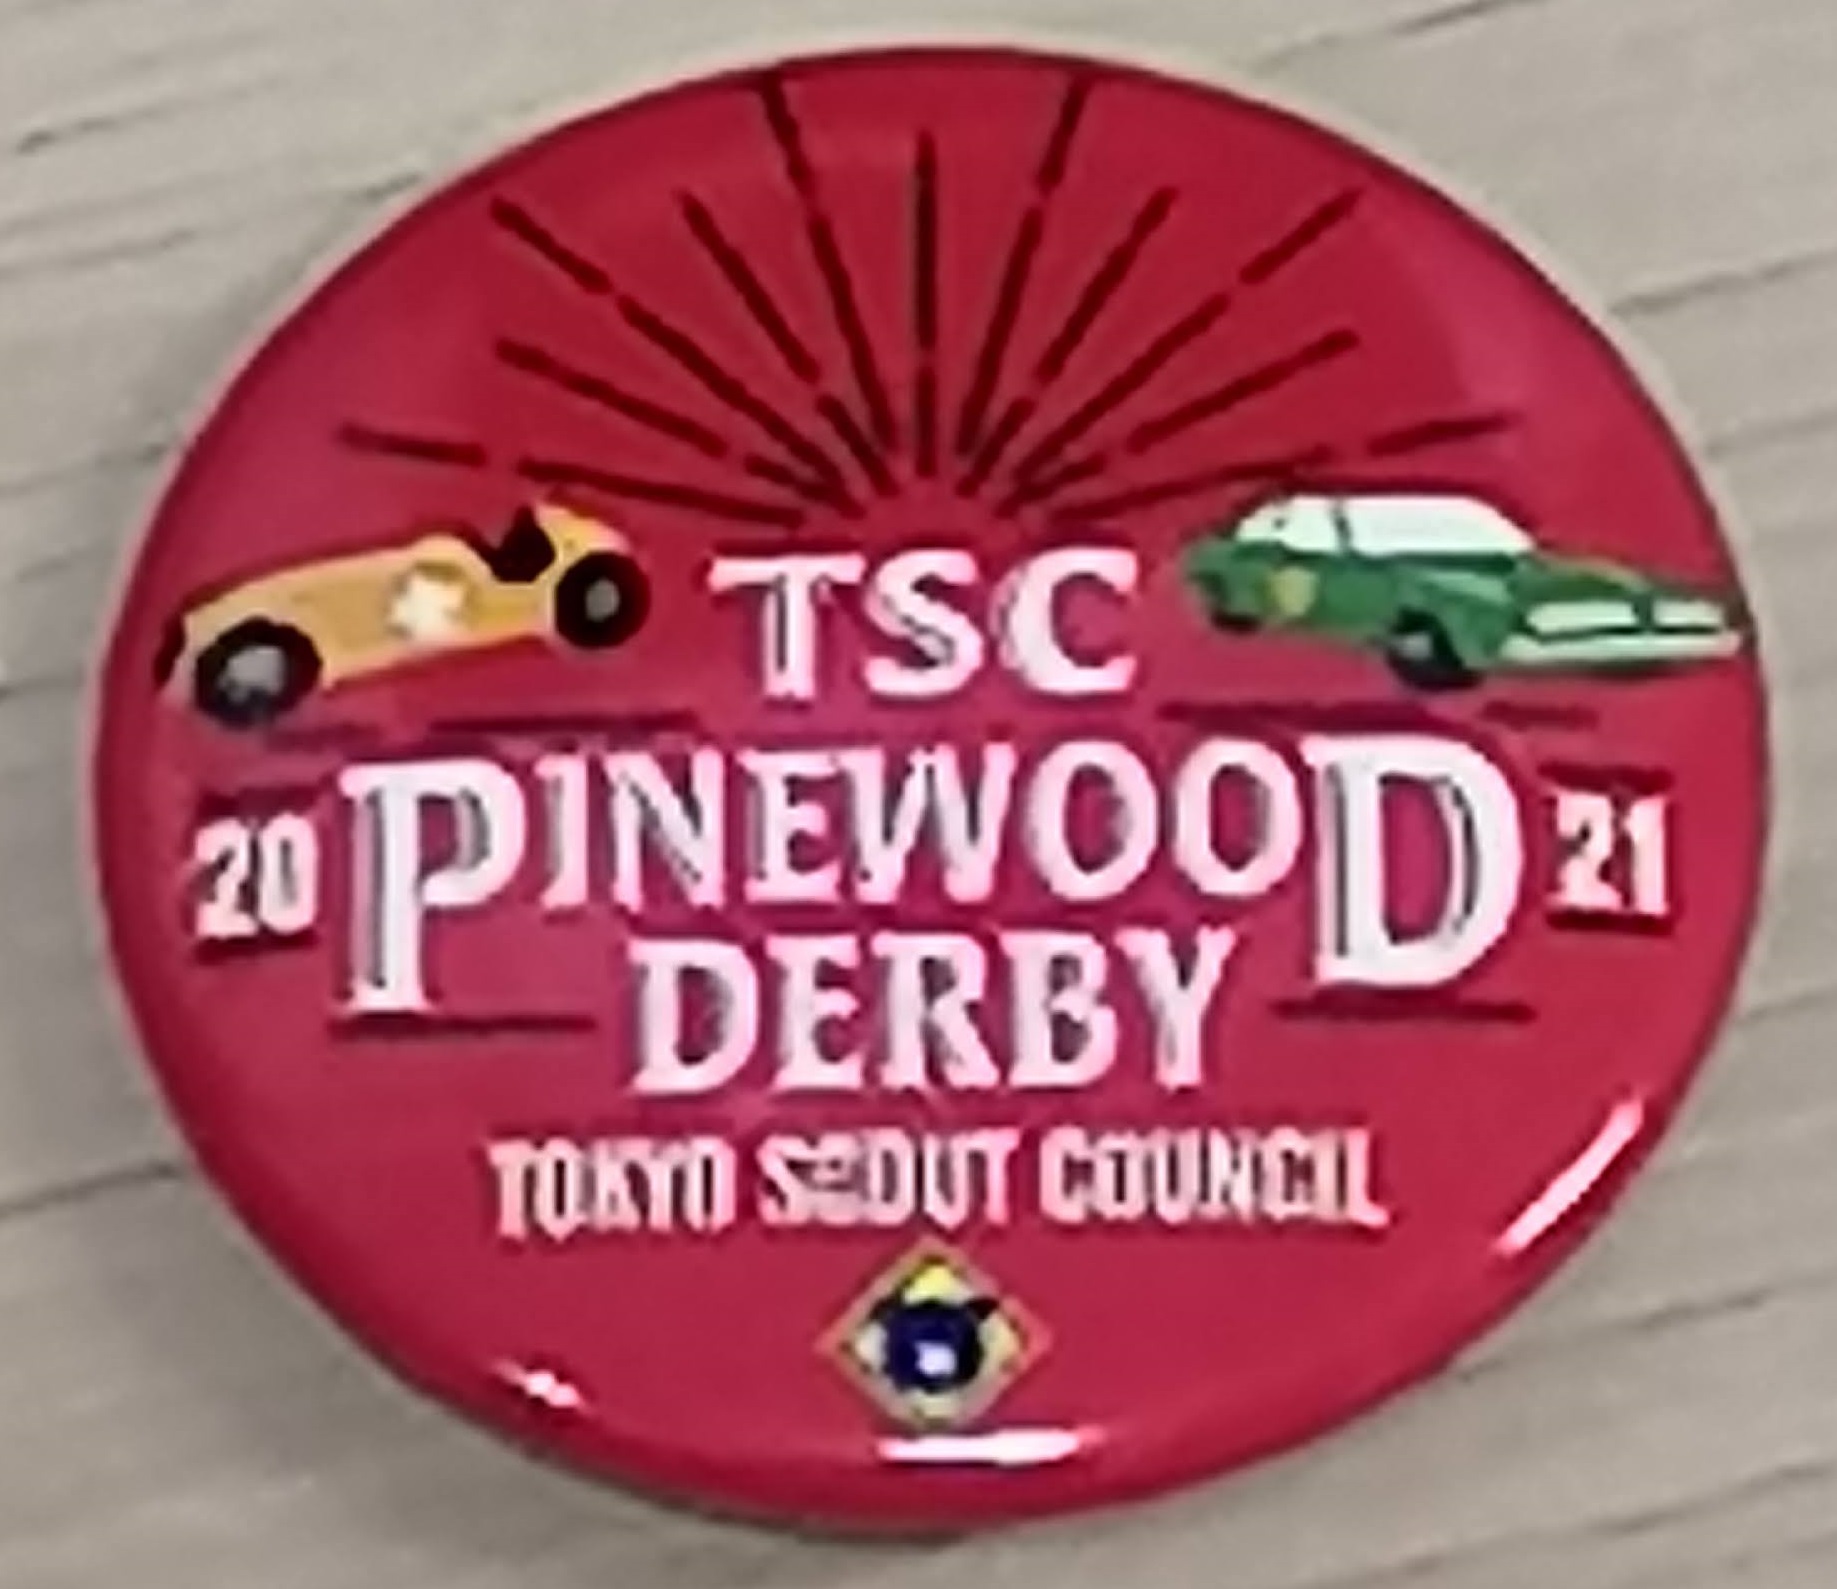 TSC
20 PINEWOOD 21
DERBY
TOKYO SCOUT COUNCIL